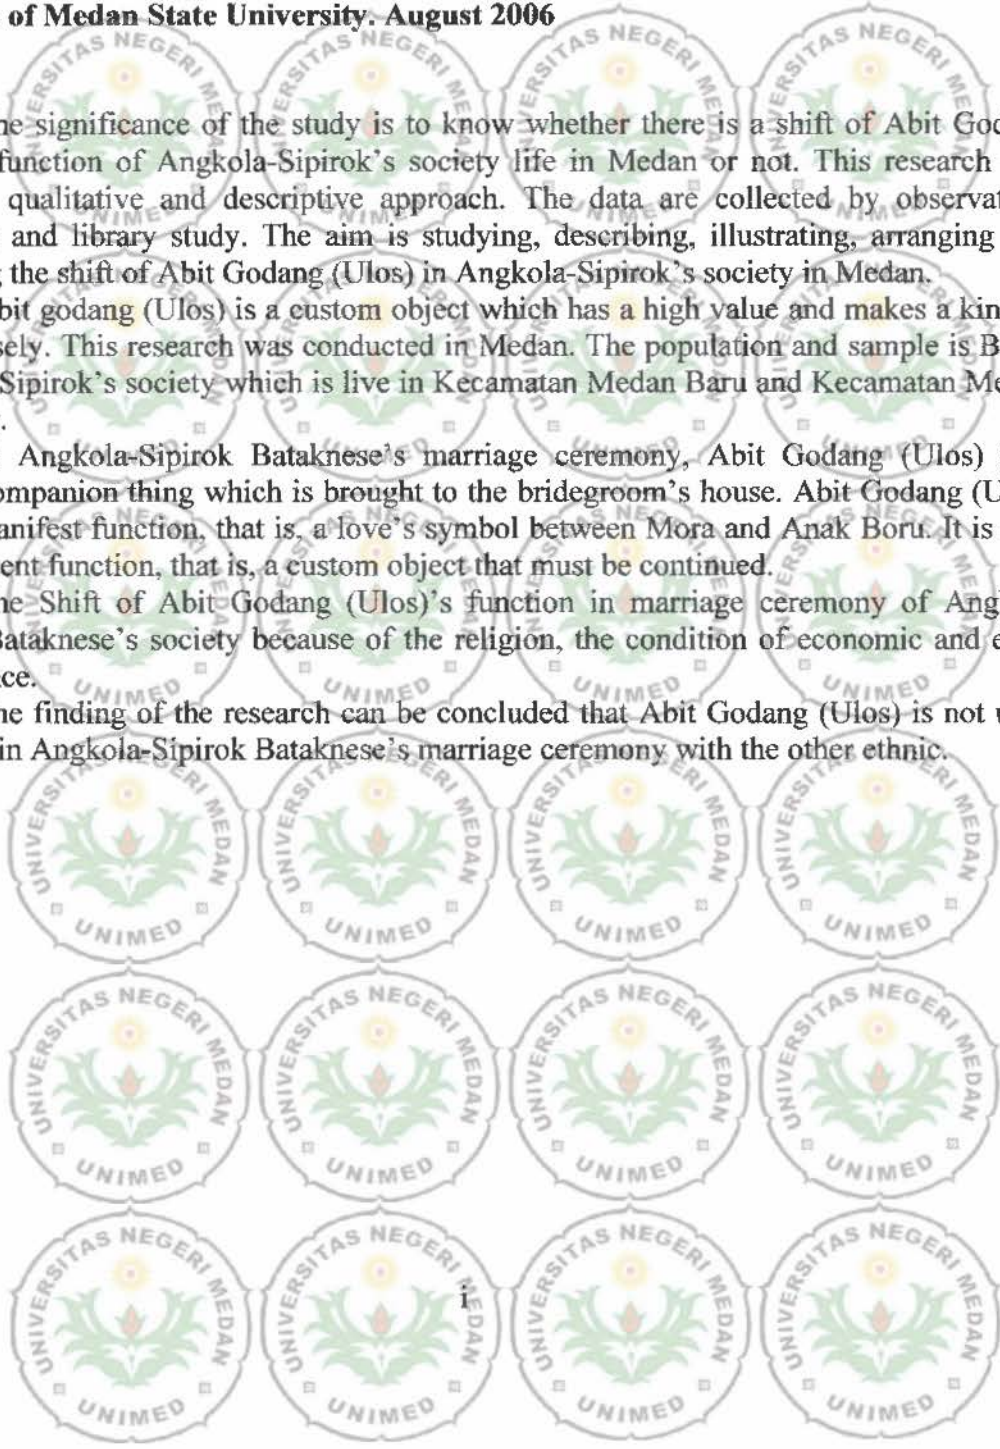 of Medan State University. August 2006
ne significance of the study is to know whether there is a shift of Abit God
function of Angkola-Sipirok's society life in Medan or not. This research
qualitative and descriptive approach. The data are collected by observat
and library study. The aim is studying, describing, illustrating, arranging
the shift of Abit Godang (Ulos) in Angkola-Sipirok's society in Medan.
bit godang (Ulos) is a custom object which has a high value and makes a kin
sely. This research was conducted in Medan. The population and sample is B
Sipirok's society which is live in Kecamatan Medan Baru and Kecamatan Me
Angkola-Sipirok Bataknese's marriage ceremony, Abit Godang (Ulos)
ompanion thing which is brought to the bridegroom's house. Abit Godang (U
anifest function, that is, a love's symbol between Mora and Anak Boru. It is
ent function, that is, a custom object that must be continued.
ne Shift of Abit Godang (Ulos)'s function in marriage ceremony of Ang
Bataknese's society because of the religion, the condition of economic and e
ce.
ne finding of the research can be concluded that Abit Godang (Ulos) is not
in Angkola-Sipirok Bataknese's marriage ceremony with the other ethnic.
UNIVERSITAS NEGERI MEDAN
UNIMED
i